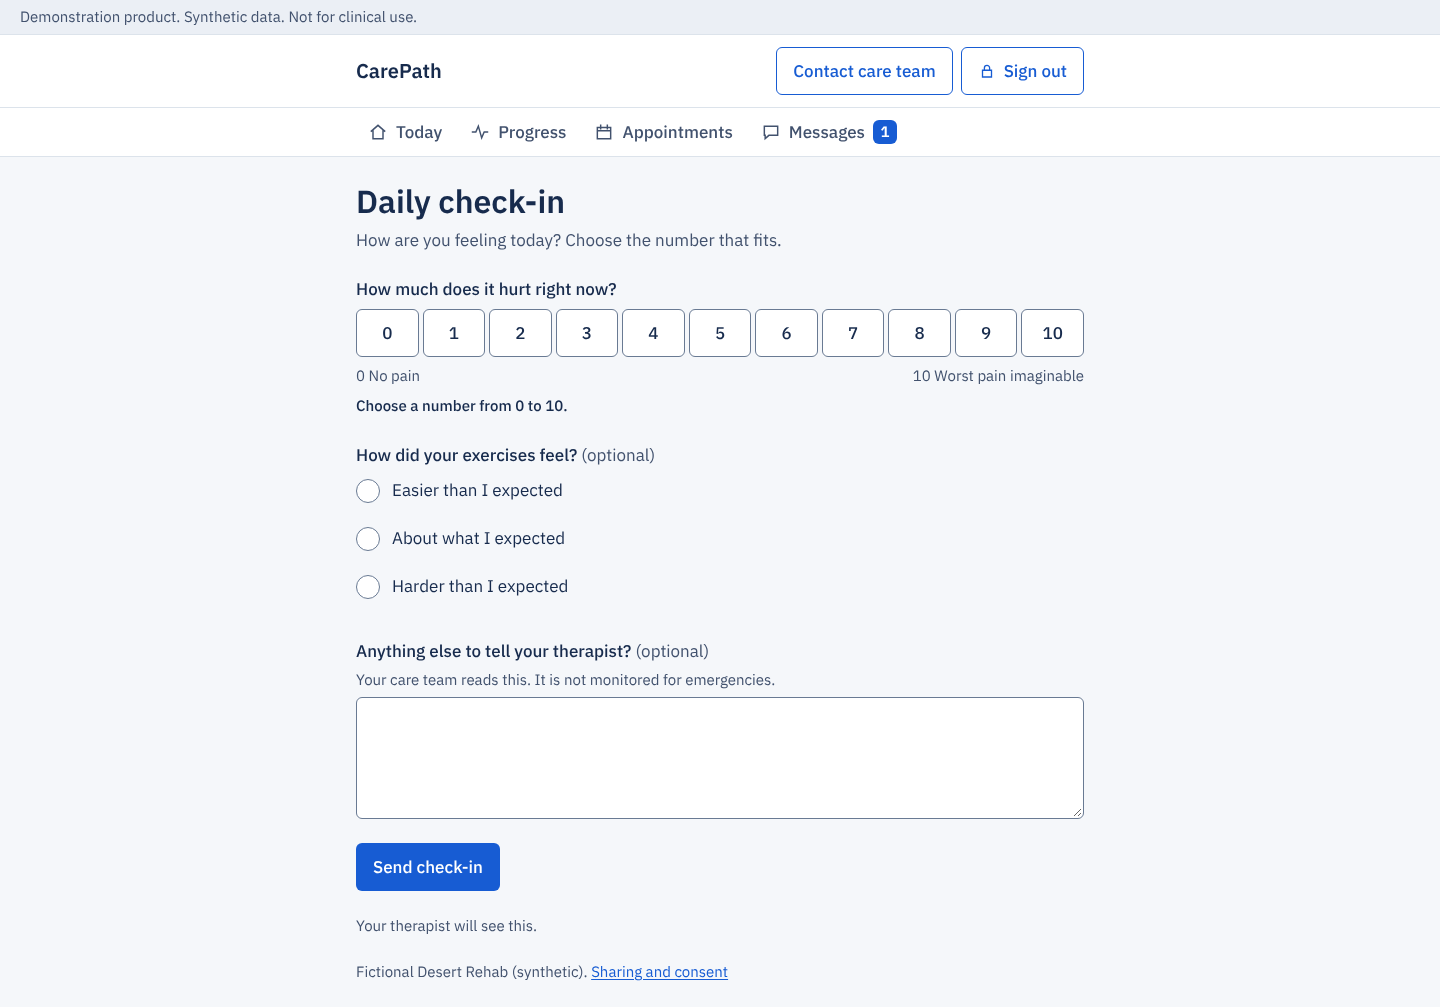 Demonstration product. Synthetic data. Not for clinical use.
CarePath
Contact care team
Sign out
Today
Progress
Appointments
Messages 1
Daily check-in
How are you feeling today? Choose the number that fits.
How much does it hurt right now?
0 1 2 3 4 5 6 7 8 9 10
0 No pain
10 Worst pain imaginable
Choose a number from 0 to 10.
How did your exercises feel? (optional)
Easier than I expected
About what I expected
Harder than I expected
Anything else to tell your therapist? (optional)
Your care team reads this. It is not monitored for emergencies.
Send check-in
Your therapist will see this.
Fictional Desert Rehab (synthetic). Sharing and consent